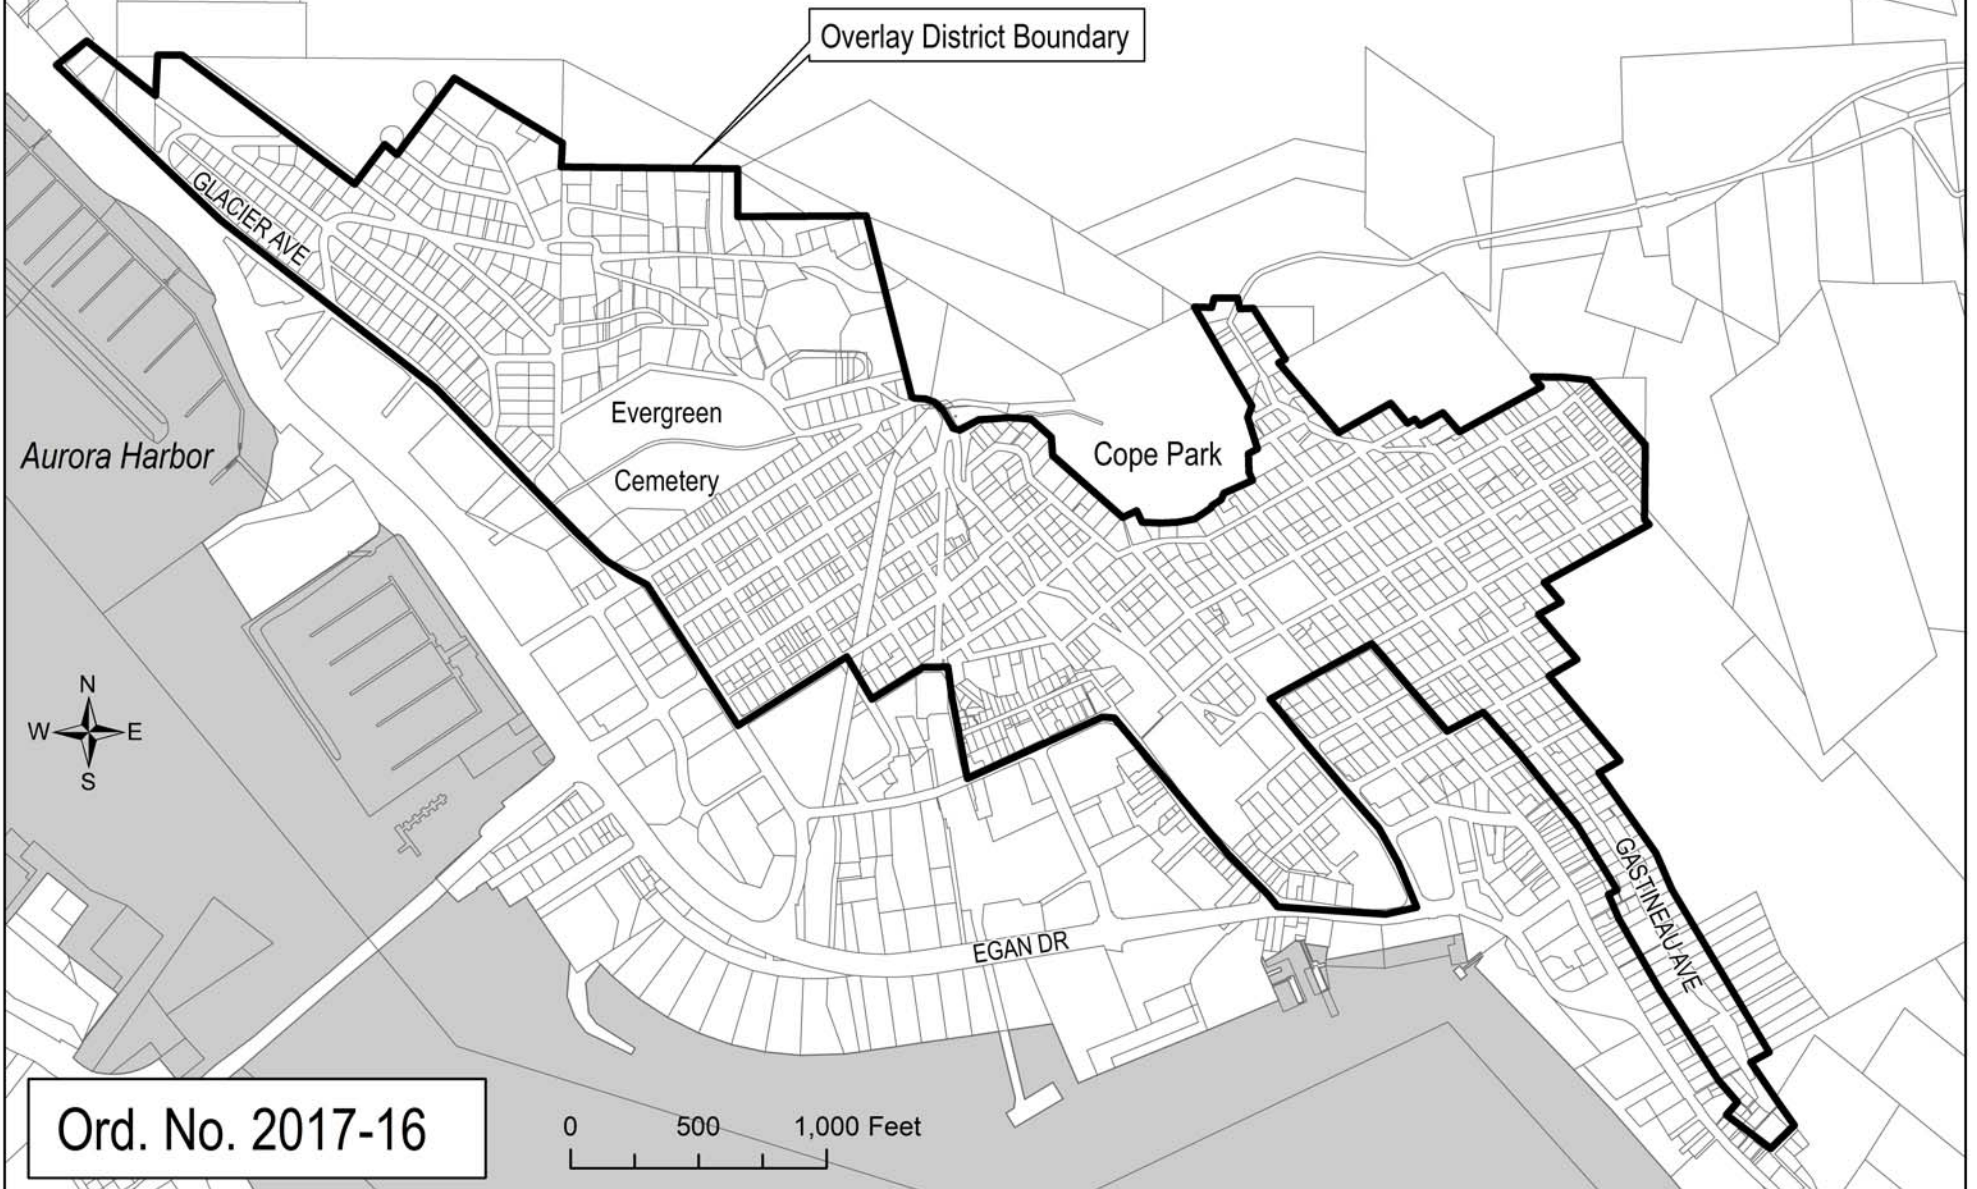 Overlay District Boundary
GLACIER AVE
Evergreen
Cemetery
Cope Park
Aurora Harbor
N
W E
S
GASTINEAU AVE
EGAN DR
Ord. No. 2017-16
0 500 1,000 Feet